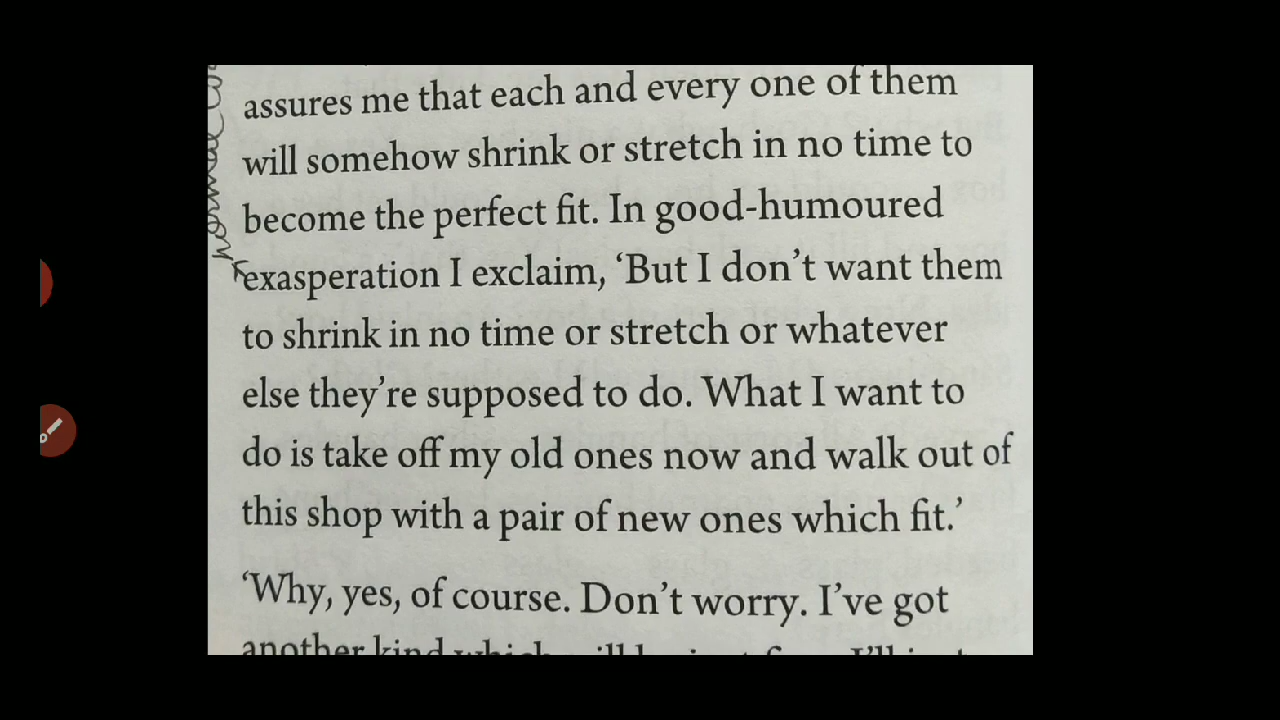 assures me that each and every one of them
will somehow shrink or stretch in no time to
become the perfect fit. In good-humoured
exasperation I exclaim, ‘But I don’t want them
to shrink in no time or stretch or whatever
else they’re supposed to do. What I want to
do is take off my old ones now and walk out of
this shop with a pair of new ones which fit.’
‘Why, yes, of course. Don’t worry. I’ve got
another kind which